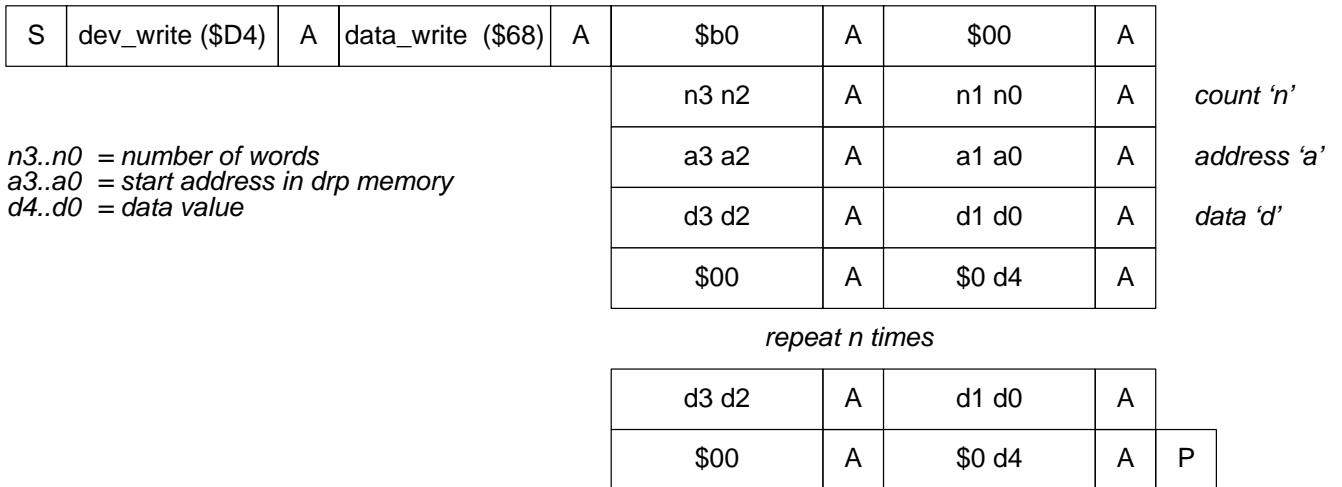 S dev_write ($D4) A data_write ($68) A $b0 A $00 A
n3 n2 A n1 n0 A count ‘n’
n3..n0 = number of words
a3 a2 A a1 a0 A address ‘a’
a3..a0 = start address in drp memory
d4..d0 = data value
d3 d2 A d1 d0 A data ‘d’
$00 A $0 d4 A
repeat n times
d3 d2 A d1 d0 A
$00 A $0 d4 A P